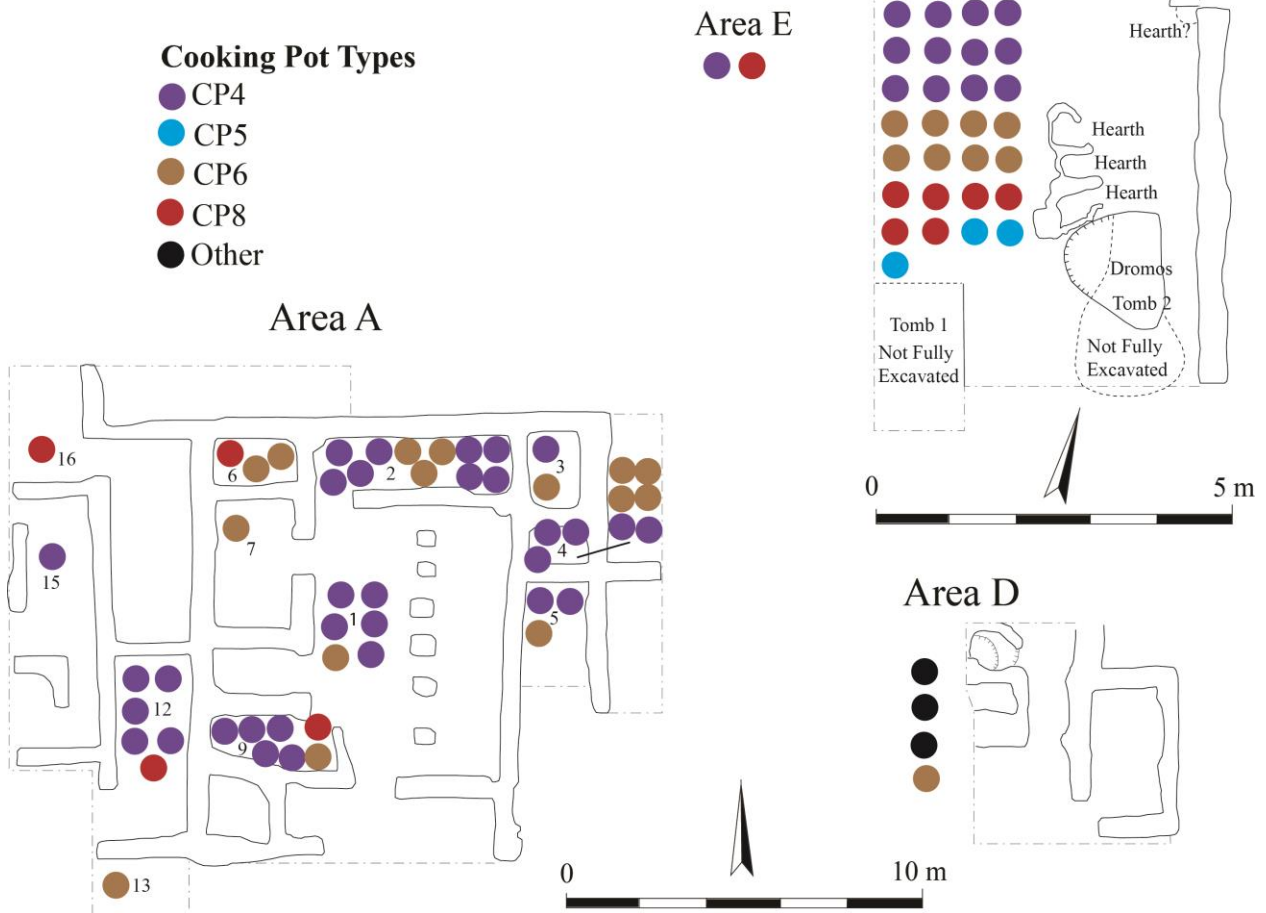 Cooking Pot Types
CP4
CP5
CP6
CP8
Other
Area E
Hearth?
Hearth
Hearth
Hearth
Dromos
Tomb 2
Not Fully
Excavated
Tomb 1
Not Fully
Excavated
0
5 m
Area A
16
6
2
3
7
4
15
1
5
12
9
13
0
10 m
Area D